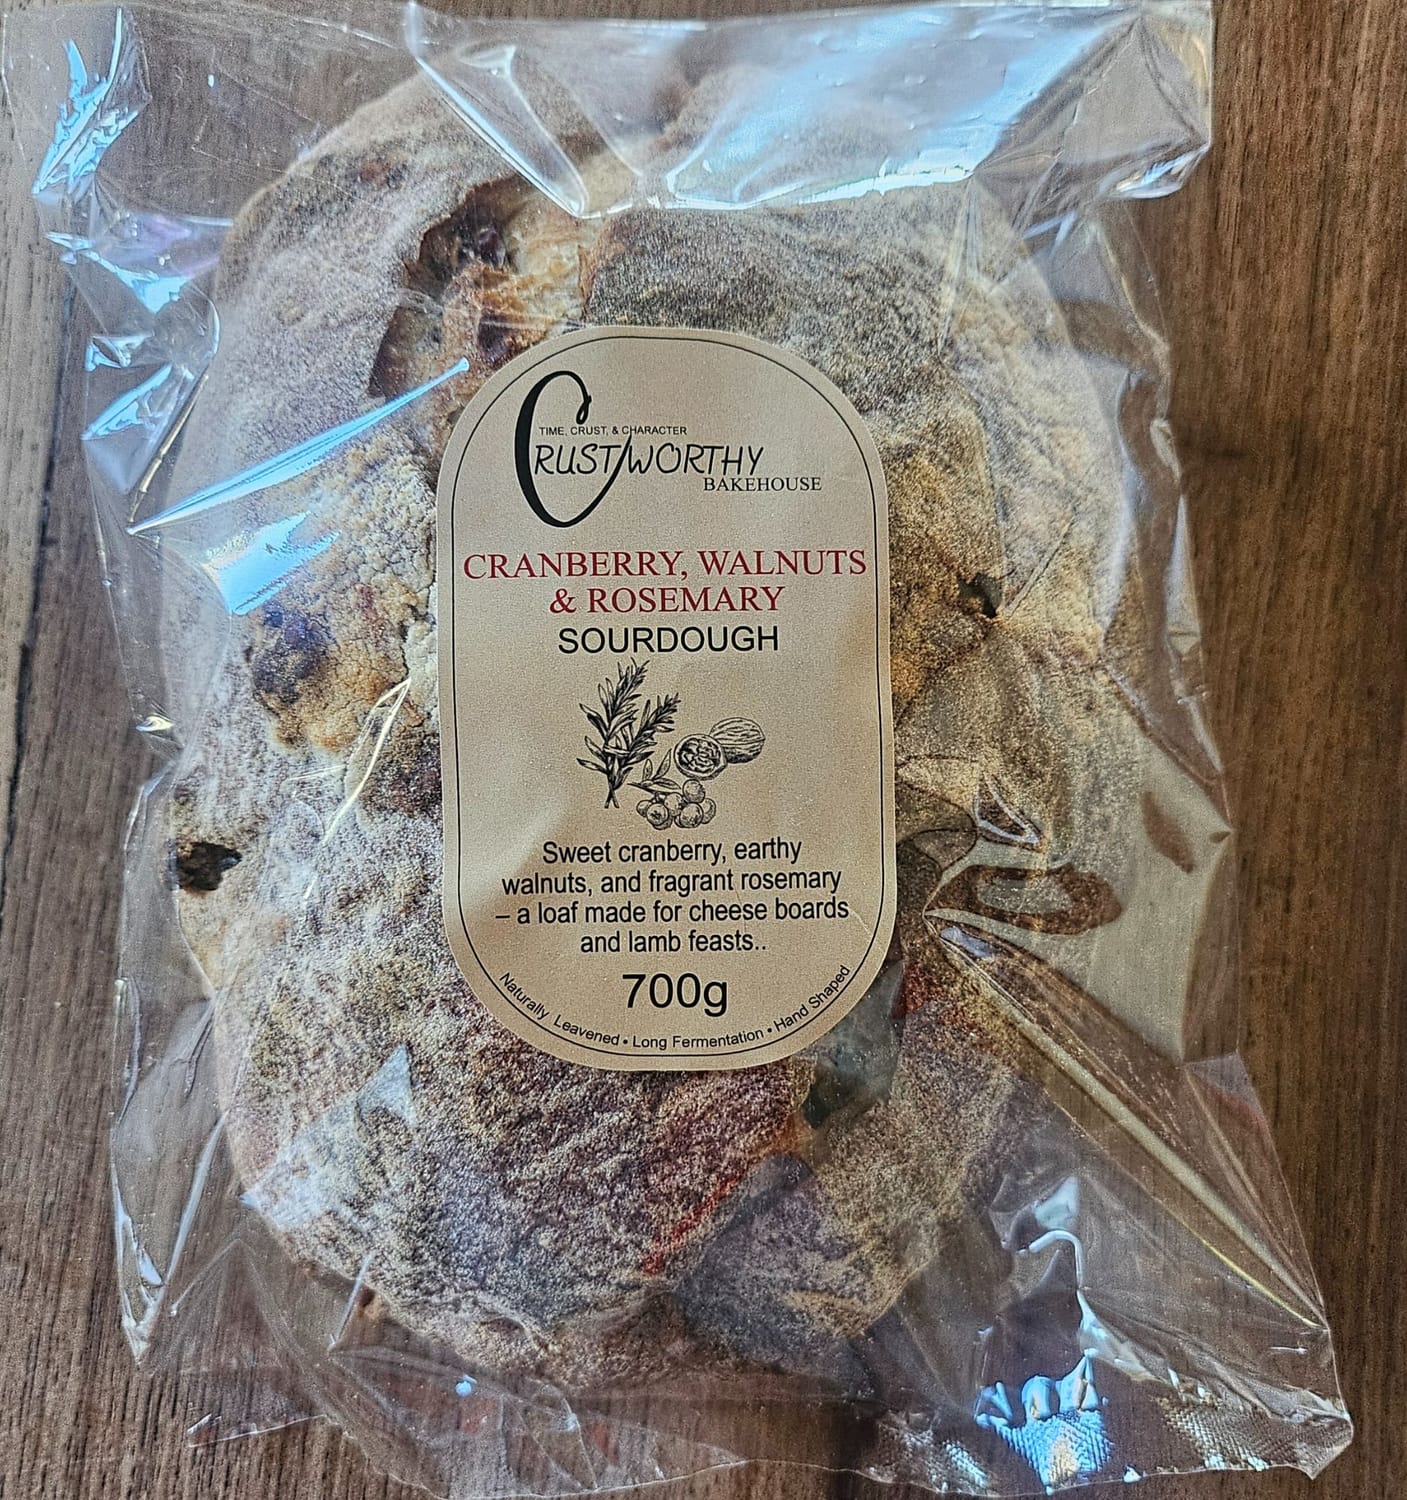 TIME, CRUST, & CHARACTER
CRUSTWORTHY
BAKEHOUSE
CRANBERRY, WALNUTS
& ROSEMARY
SOURDOUGH
Sweet cranberry, earthy
walnuts, and fragrant rosemary
– a loaf made for cheese boards
and lamb feasts..
700g
Naturally Leavened • Long Fermentation • Hand Shaped